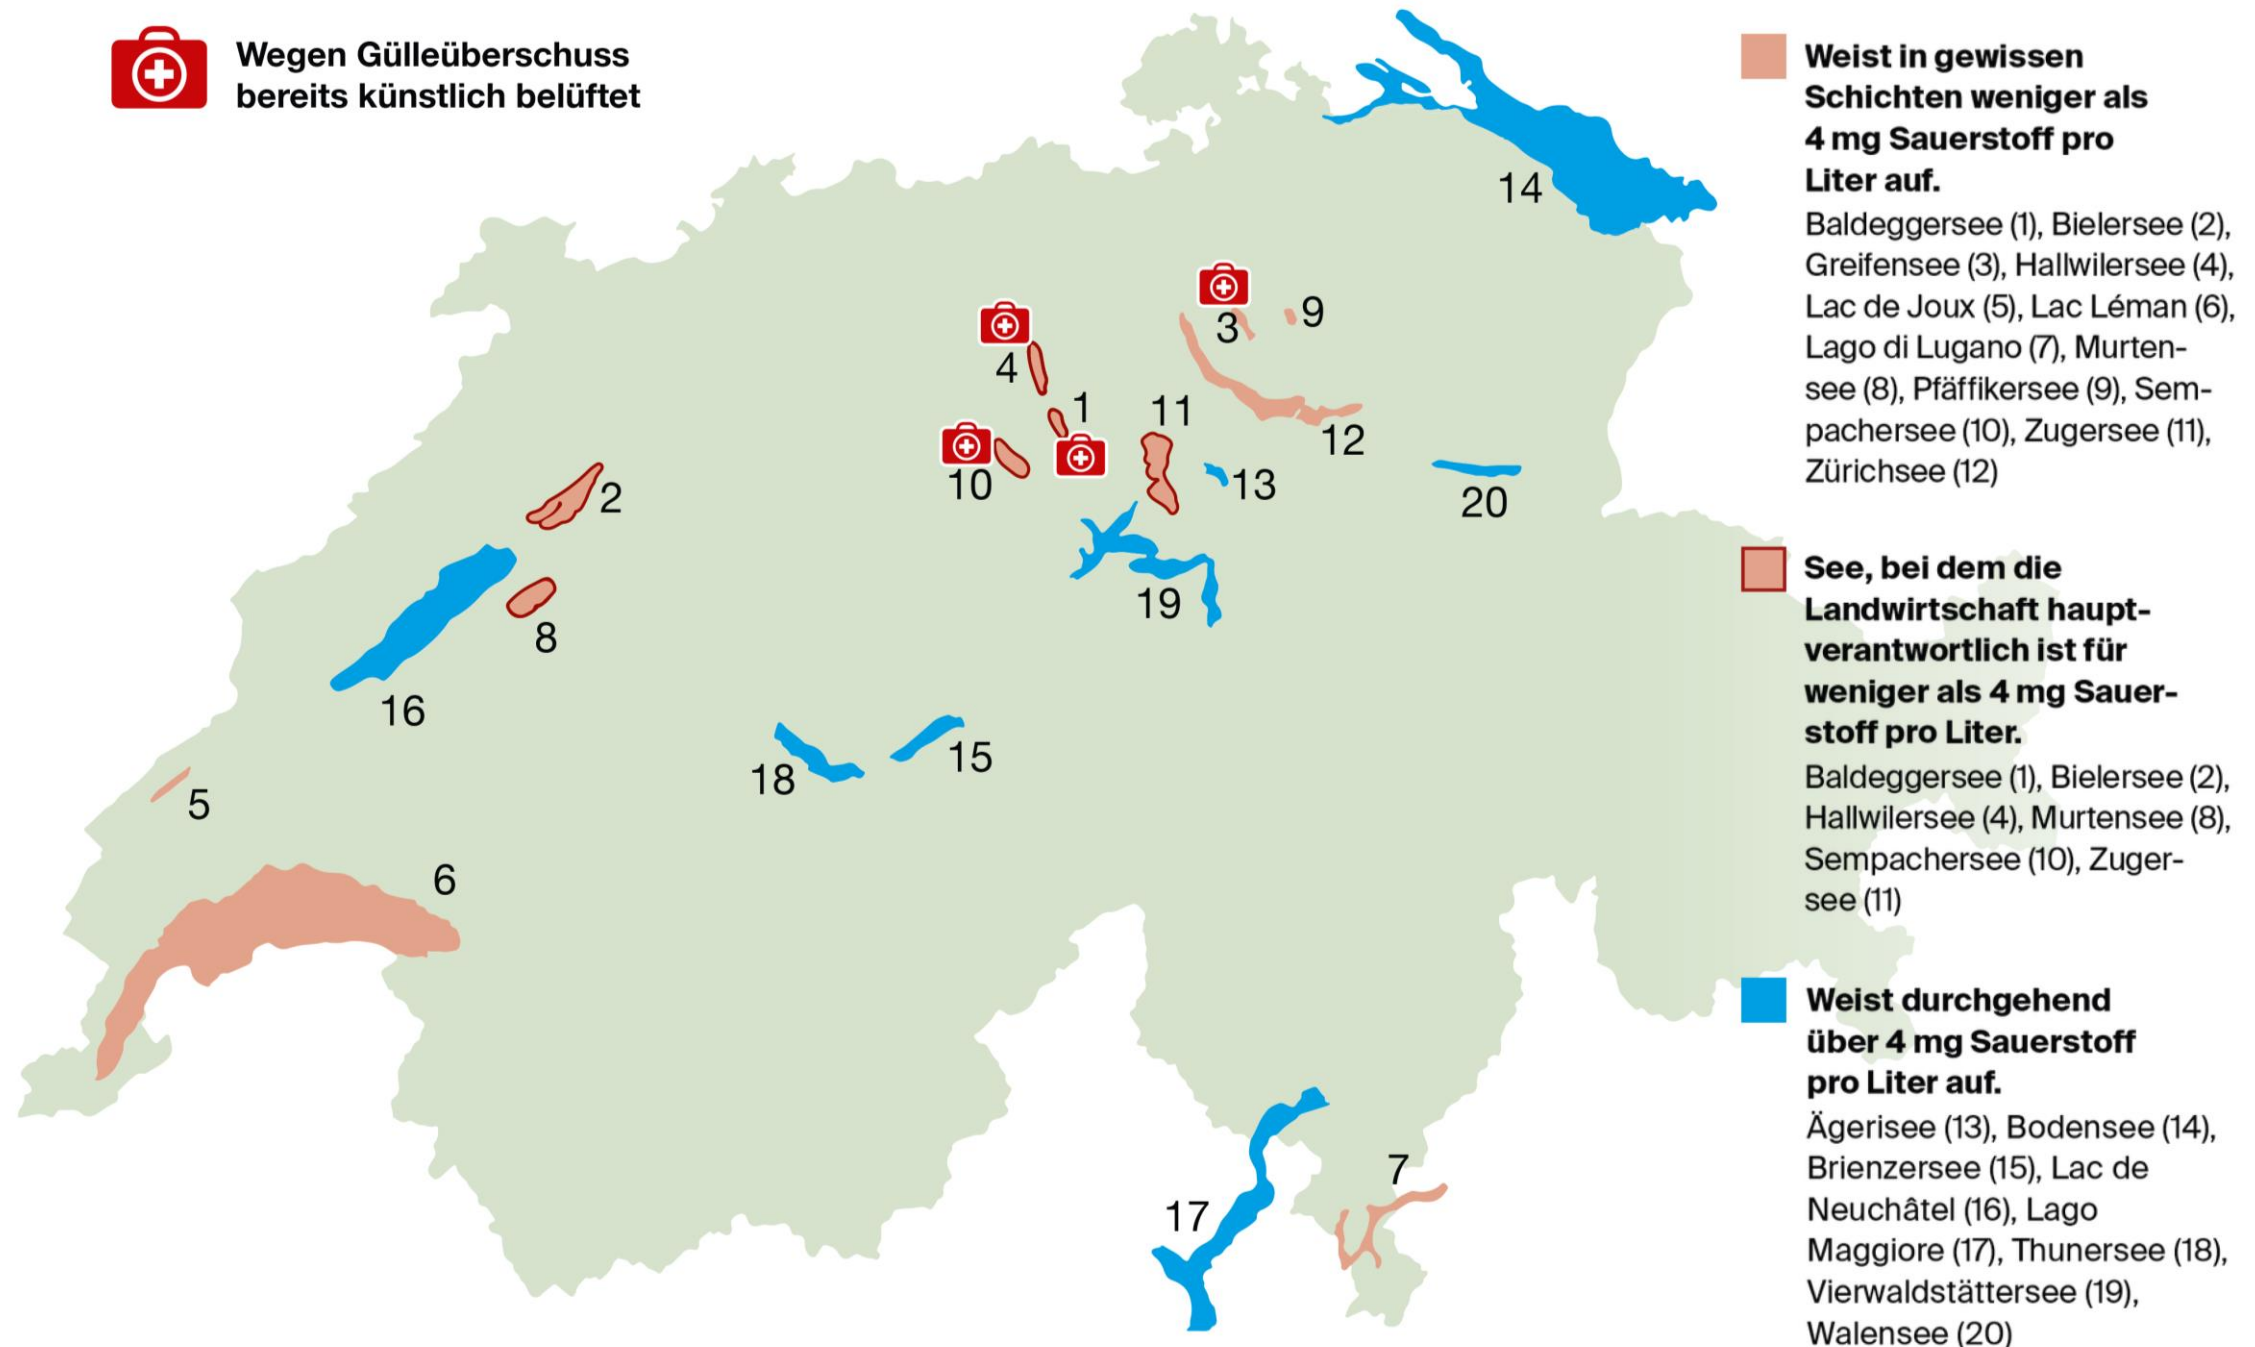 Wegen Gülleüberschuss
bereits künstlich belüftet
14
3
9
4
1
11
12
10
13
2
20
19
8
16
18
15
5
6
7
17
Weist in gewissen
Schichten weniger als
4 mg Sauerstoff pro
Liter auf.
Baldeggersee (1), Bielersee (2),
Greifensee (3), Hallwilersee (4),
Lac de Joux (5), Lac Léman (6),
Lago di Lugano (7), Murten-
see (8), Pfäffikersee (9), Sem-
pachersee (10), Zugersee (11),
Zürichsee (12)
See, bei dem die
Landwirtschaft haupt-
verantwortlich ist für
weniger als 4 mg Sauer-
stoff pro Liter.
Baldeggersee (1), Bielersee (2),
Hallwilersee (4), Murtensee (8),
Sempachersee (10), Zuger-
see (11)
Weist durchgehend
über 4 mg Sauerstoff
pro Liter auf.
Ägerisee (13), Bodensee (14),
Brienzersee (15), Lac de
Neuchâtel (16), Lago
Maggiore (17), Thunersee (18),
Vierwaldstättersee (19),
Walensee (20)